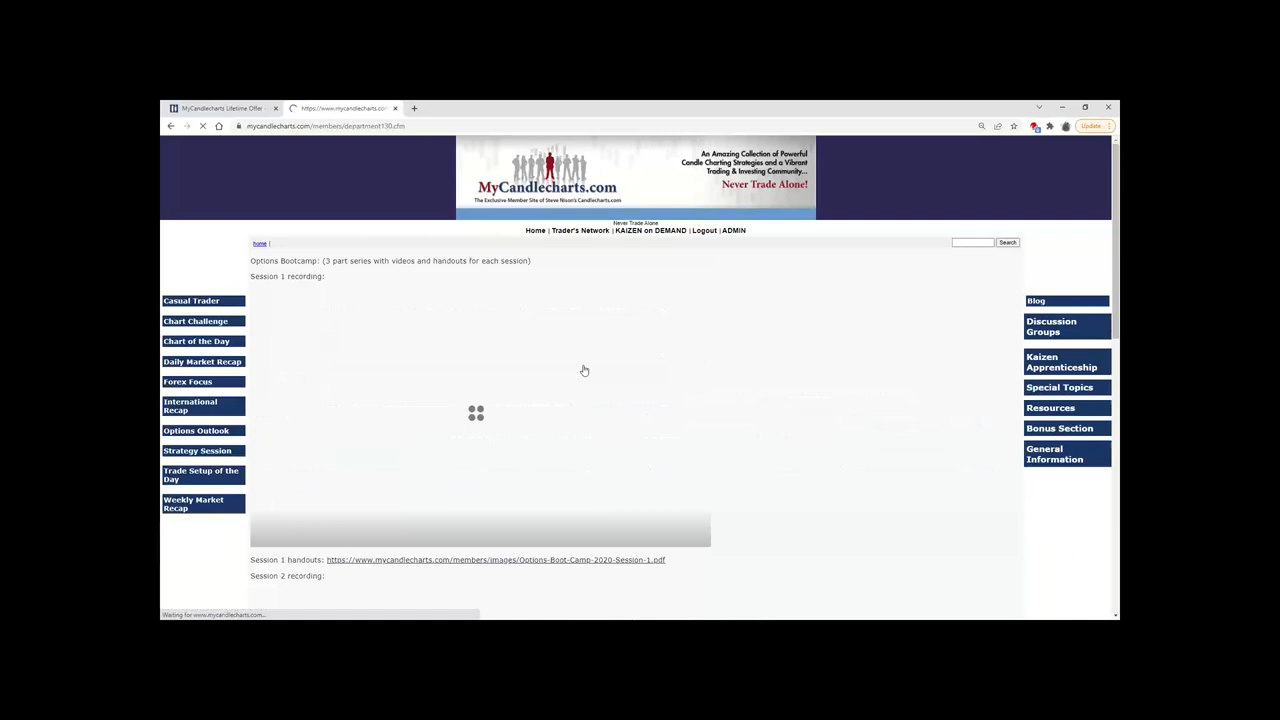 MyCandlecharts Lifetime Offer
https://www.mycandlecharts.co
mycandlecharts.com/members/department130.cfm
Update
MyCandlecharts.com
The Exclusive Member Site of Steve Nison's Candlecharts.com
An Amazing Collection of Powerful
Candle Charting Strategies and a Vibrant
Trading & Investing Community...
Never Trade Alone!
Never Trade Alone
Home | Trader's Network | KAIZEN on DEMAND | Logout | ADMIN
home |
Search
Options Bootcamp: (3 part series with videos and handouts for each session)
Session 1 recording:
Casual Trader
Chart Challenge
Chart of the Day
Daily Market Recap
Forex Focus
International
Recap
Options Outlook
Strategy Session
Trade Setup of the
Day
Weekly Market
Recap
Blog
Discussion
Groups
Kaizen
Apprenticeship
Special Topics
Resources
Bonus Section
General
Information
Session 1 handouts: https://www.mycandlecharts.com/members/images/Options-Boot-Camp-2020-Session-1.pdf
Session 2 recording:
Waiting for www.mycandlecharts.com...